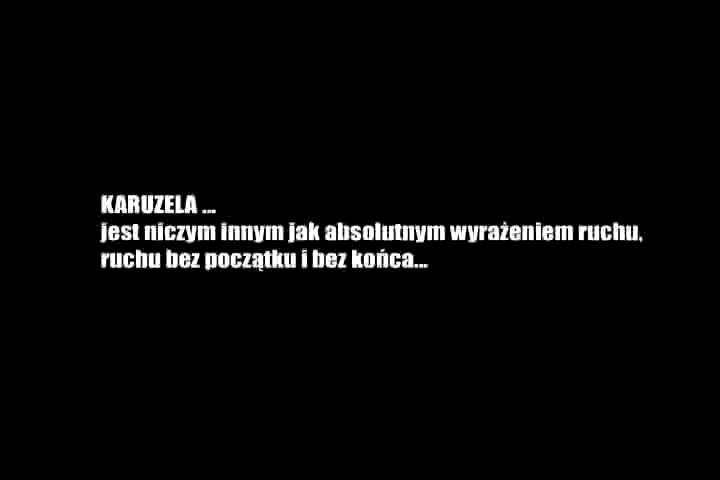 KARUZELA ...
jest niczym innym jak absolutnym wyrażeniem ruchu,
ruchu bez początku i bez końca...